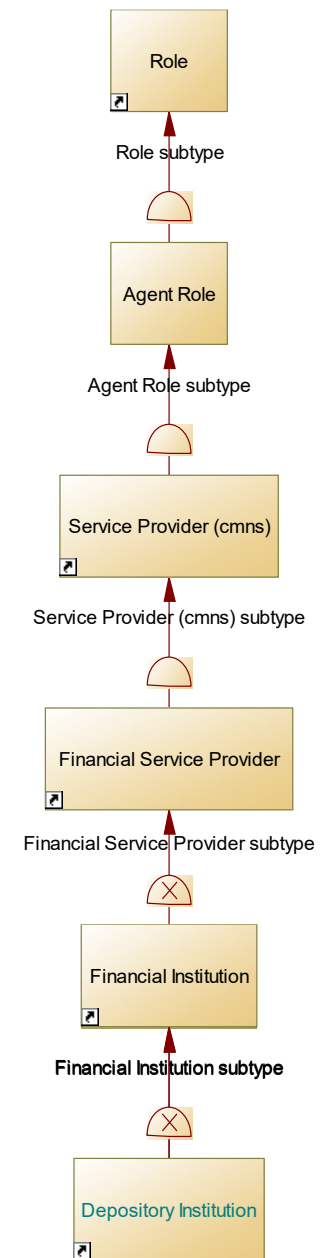 Role
Role subtype
Agent Role
Agent Role subtype
Service Provider (cmns)
Service Provider (cmns) subtype
Financial Service Provider
Financial Service Provider subtype
Financial Institution
Financial Institution subtype
Depository Institution